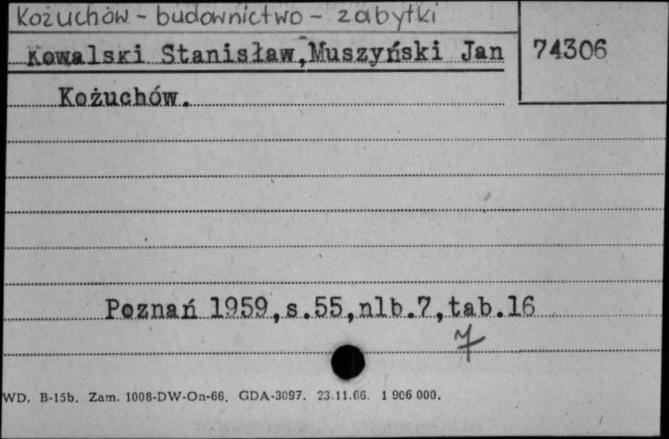 Kożuchów - budownictwo - zabytki
Kowalski Stanisław, Muszyński Jan
74306
Kożuchów.
Poznań 1959, s.55, nlb.7, tab.16
7
WD. B-15b. Zam. 1008-DW-On-66. GDA-3097. 23.11.66. 1 906 000.